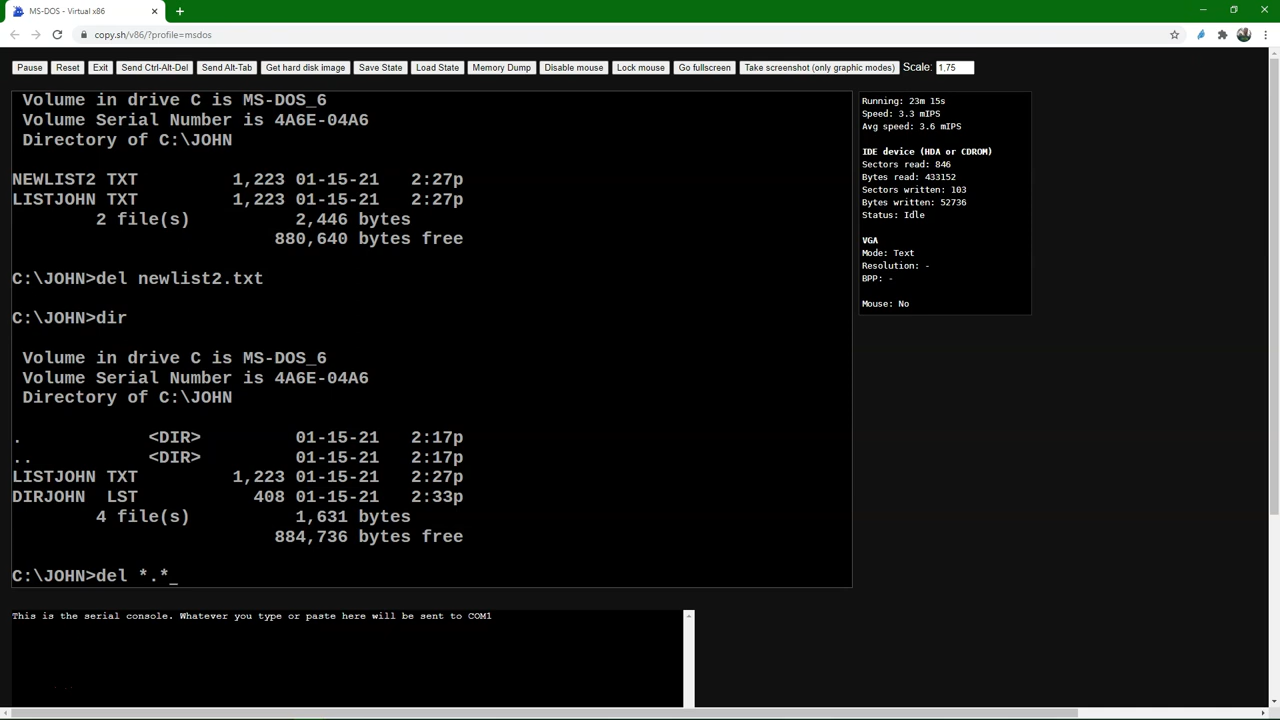 MS-DOS - Virtual x86
copy.sh/v86/?profile=msdos
Pause Reset Exit Send Ctrl-Alt-Del Send Alt-Tab Get hard disk image Save State Load State Memory Dump Disable mouse Lock mouse Go fullscreen Take screenshot (only graphic modes) Scale: 1,75
Volume in drive C is MS-DOS_6
Volume Serial Number is 4A6E-04A6
Directory of C:\JOHN
NEWLIST2 TXT 1,223 01-15-21 2:27p
LISTJOHN TXT 1,223 01-15-21 2:27p
2 file(s) 2,446 bytes
880,640 bytes free
C:\JOHN>del newlist2.txt
C:\JOHN>dir
Volume in drive C is MS-DOS_6
Volume Serial Number is 4A6E-04A6
Directory of C:\JOHN
. <DIR> 01-15-21 2:17p
.. <DIR> 01-15-21 2:17p
LISTJOHN TXT 1,223 01-15-21 2:27p
DIRJOHN LST 408 01-15-21 2:33p
4 file(s) 1,631 bytes
884,736 bytes free
C:\JOHN>del *.*_
Running: 23m 15s
Speed: 3.3 mIPS
Avg speed: 3.6 mIPS
IDE device (HDA or CDROM)
Sectors read: 846
Bytes read: 433152
Sectors written: 103
Bytes written: 52736
Status: Idle
VGA
Mode: Text
Resolution: -
BPP: -
Mouse: No
This is the serial console. Whatever you type or paste here will be sent to COM1